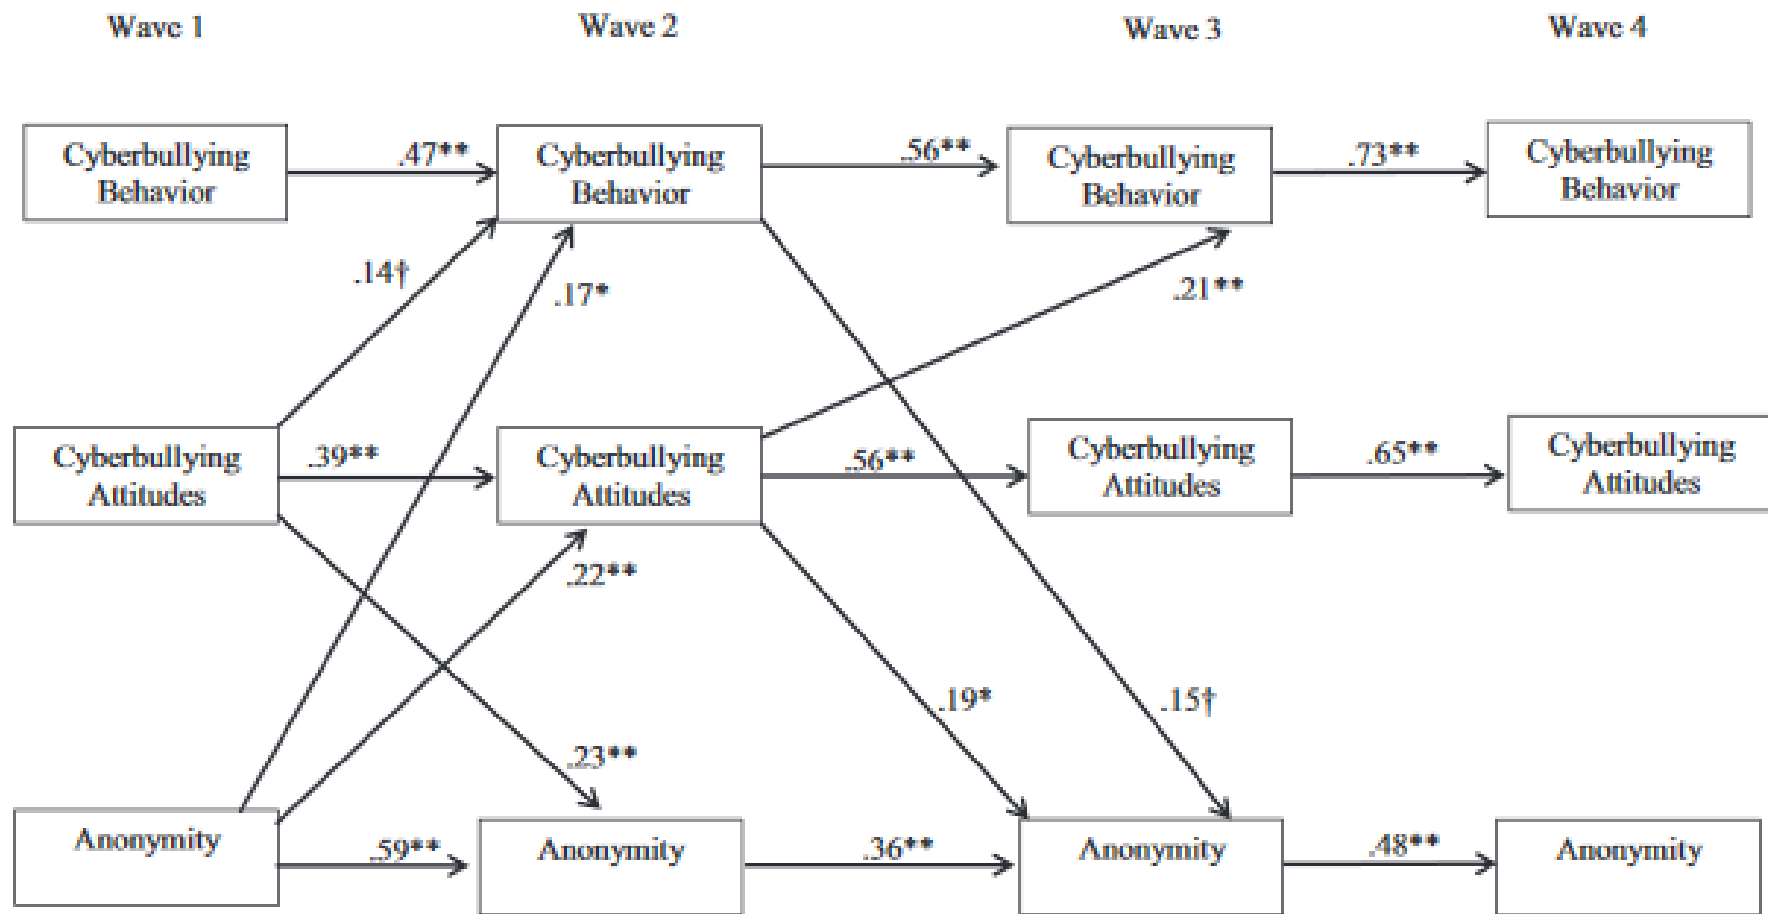 Wave 1
Wave 2
Wave 3
Wave 4
Cyberbullying
Behavior
.47**
Cyberbullying
Behavior
.56**
Cyberbullying
Behavior
.73**
Cyberbullying
Behavior
.14†
.17*
.21**
Cyberbullying
Attitudes
.39**
Cyberbullying
Attitudes
.56**
Cyberbullying
Attitudes
.65**
Cyberbullying
Attitudes
.22**
.19*
.15†
.23**
Anonymity
.59**
Anonymity
.36**
Anonymity
.48**
Anonymity